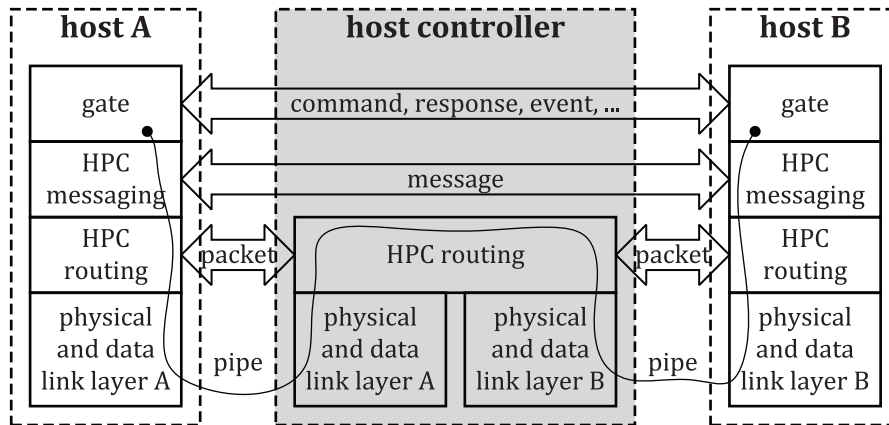 host A
host controller
host B
gate
command, response, event, ...
gate
HPC
messaging
message
HPC
messaging
HPC
routing
packet
HPC routing
packet
HPC
routing
physical
and data
link layer A
pipe
physical
and data
link layer A
physical
and data
link layer B
pipe
physical
and data
link layer B